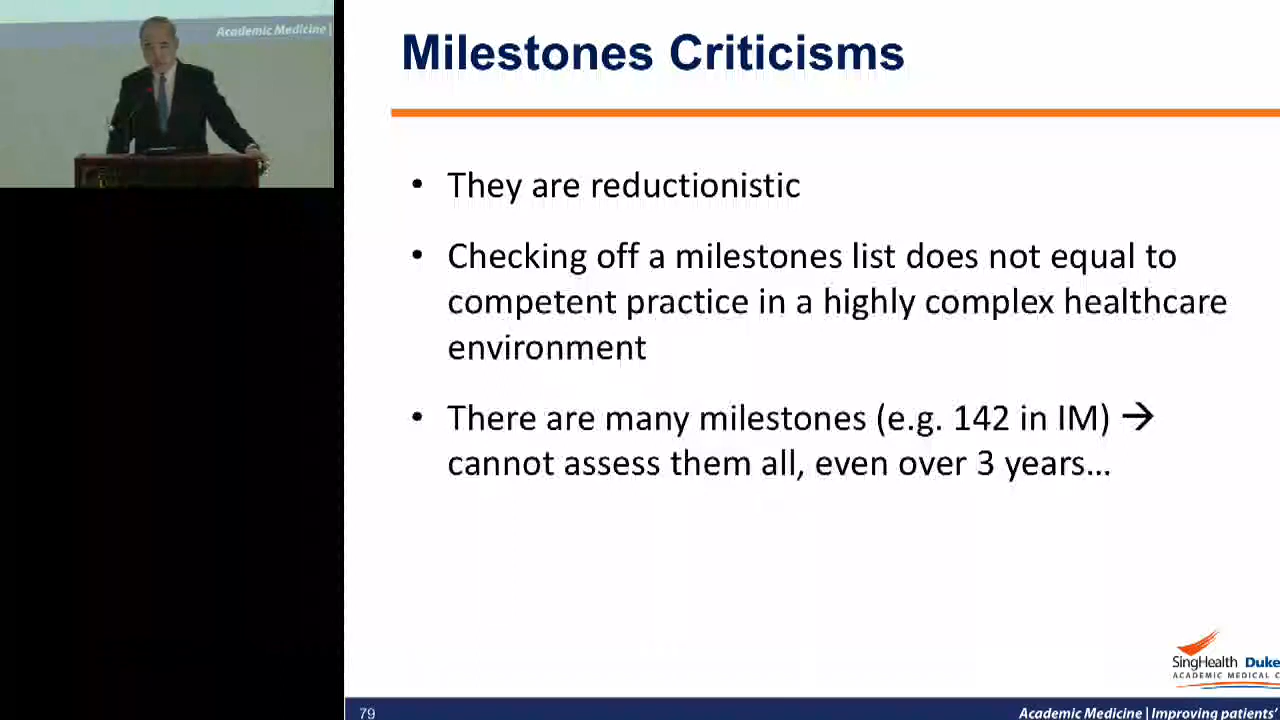 Academic Medicine |
Milestones Criticisms
• They are reductionistic
• Checking off a milestones list does not equal to
competent practice in a highly complex healthcare
environment
• There are many milestones (e.g. 142 in IM) →
cannot assess them all, even over 3 years…
SingHealth Duke
ACADEMIC MEDICAL C
79
Academic Medicine | Improving patients'